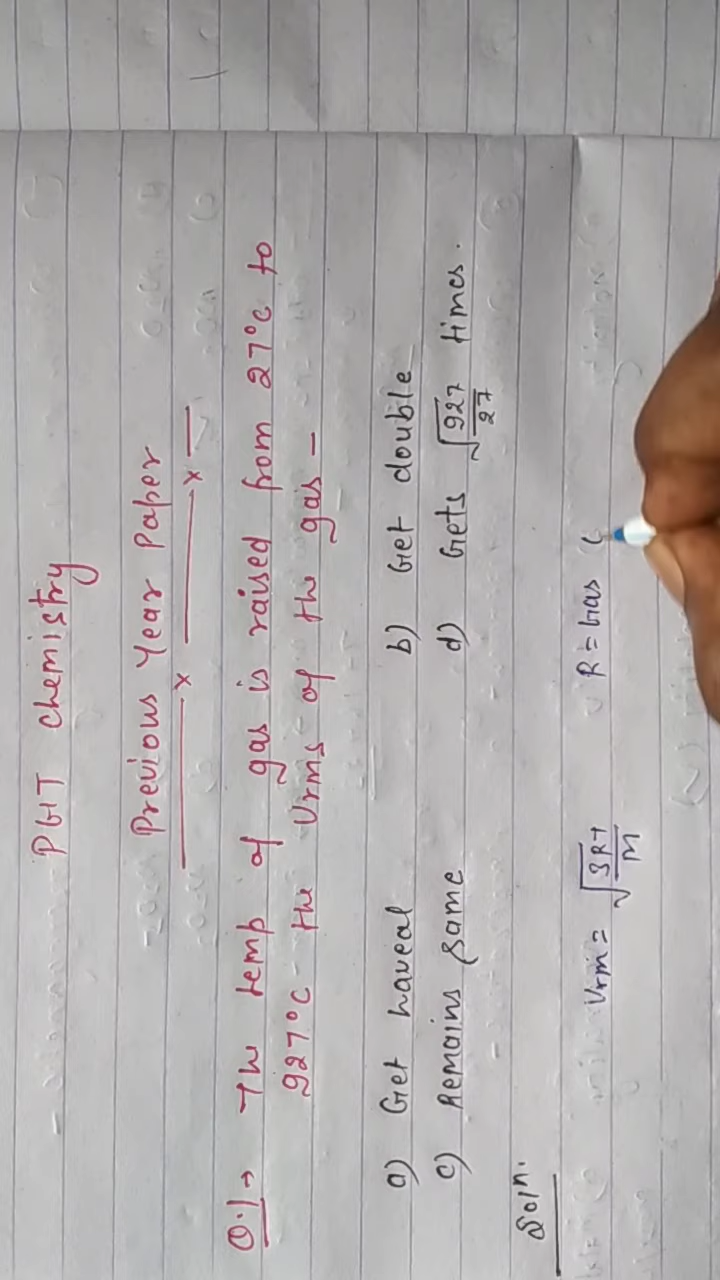 PGT Chemistry
Previous Year Paper
Q.1→ The temp of gas is raised from 27°C to
927°C the Vrms of the gas –
a) Get haveal b) Get double
c) Remains same d) Gets √927/27 times.
Soln.
Vrm = √3RT/M R = Gas C